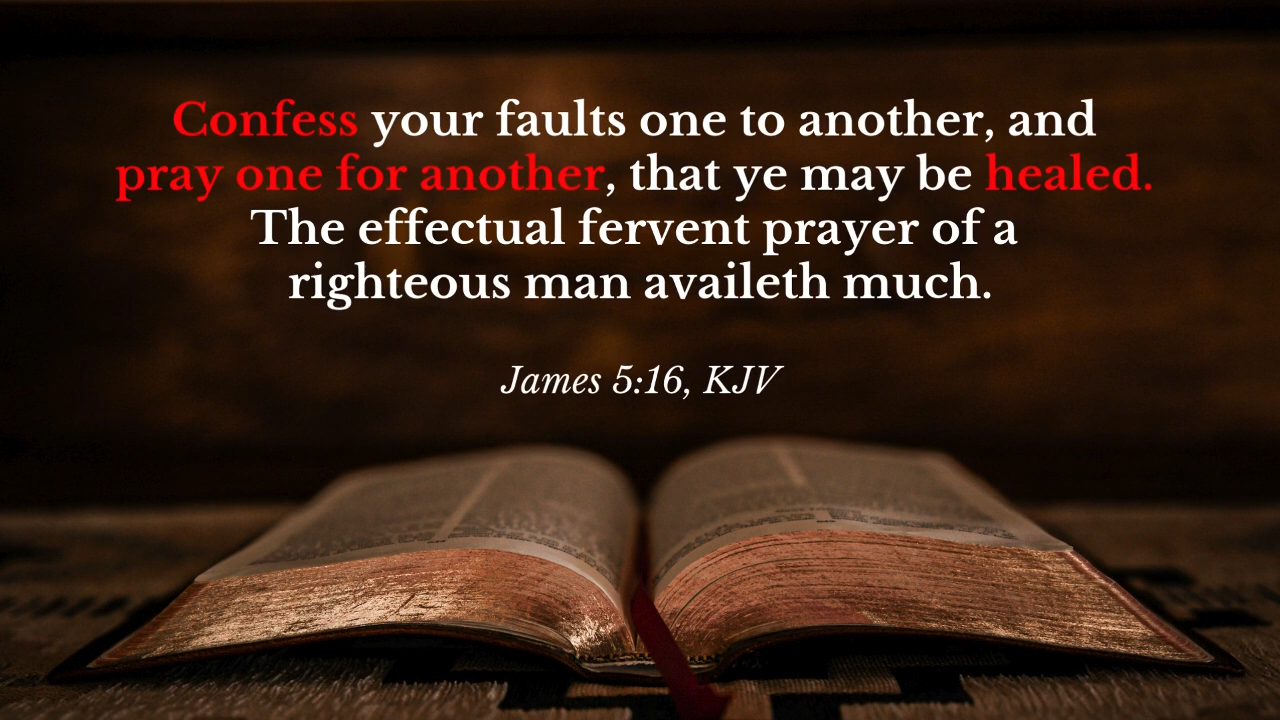 Confess your faults one to another, and
pray one for another, that ye may be healed.
The effectual fervent prayer of a
righteous man availeth much.
James 5:16, KJV